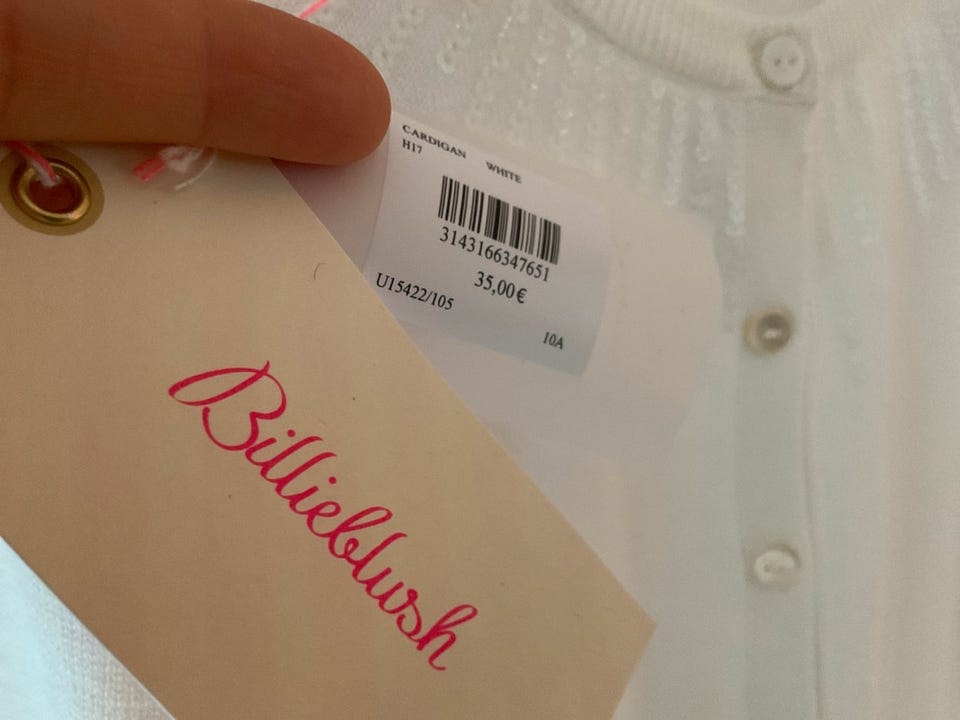 CARDIGAN WHITE
H17
3143166347651
35,00€
U15422/105
10A
Billieblush